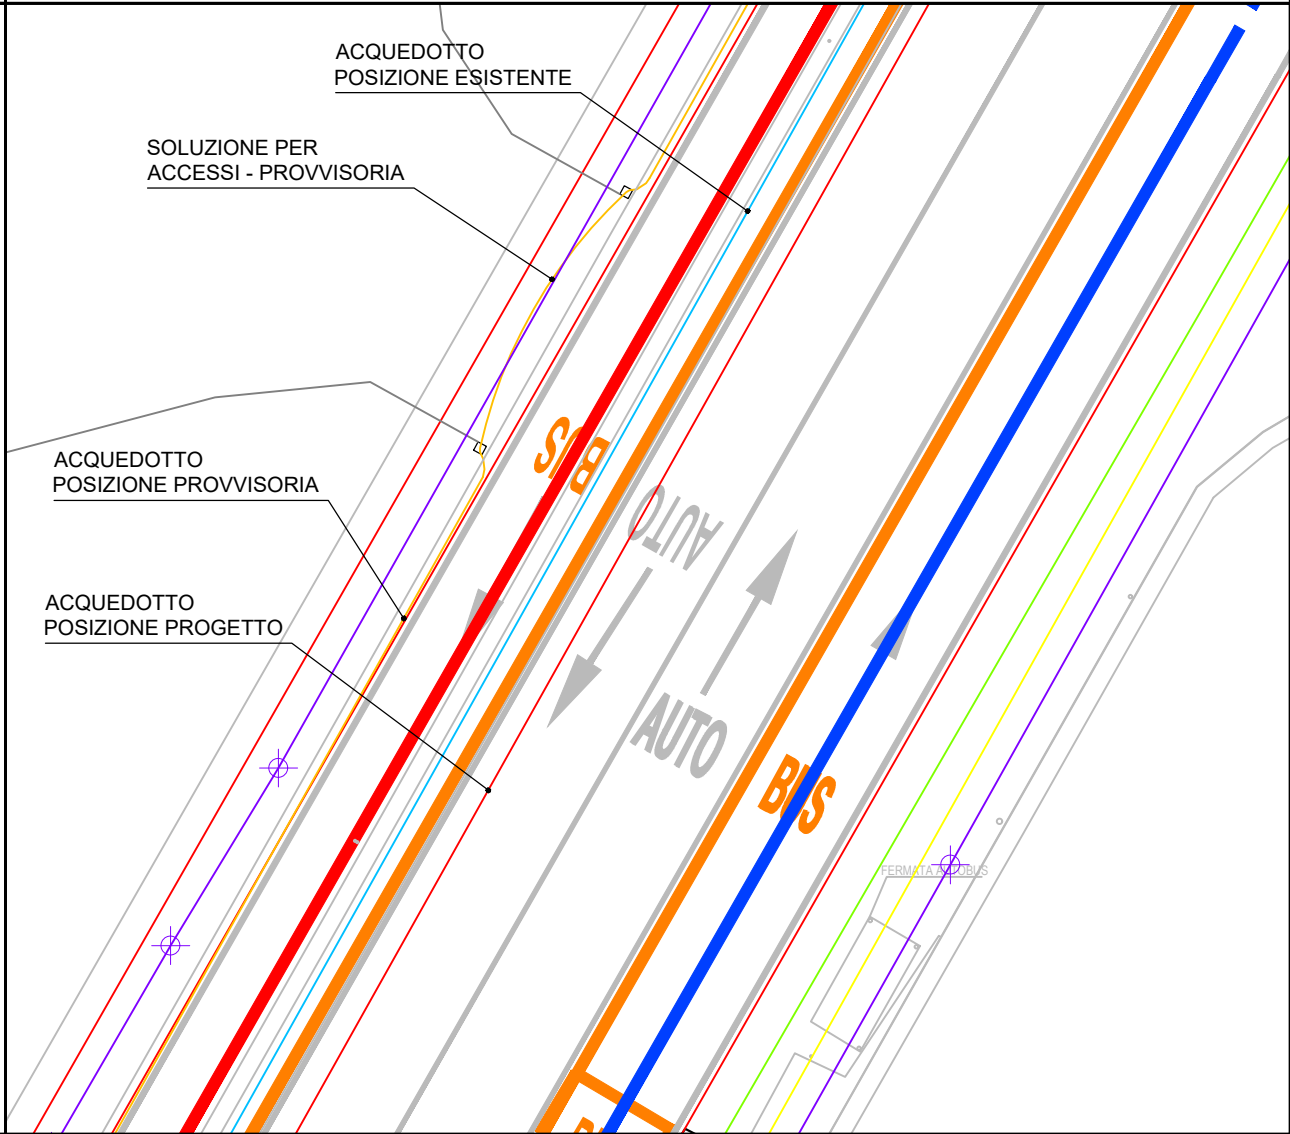 ACQUEDOTTO
POSIZIONE ESISTENTE
SOLUZIONE PER
ACCESSI - PROVVISORIA
BUS
ACQUEDOTTO
POSIZIONE PROVVISORIA
AUTO
ACQUEDOTTO
POSIZIONE PROGETTO
AUTO
BUS
FERMATA AUTOBUS